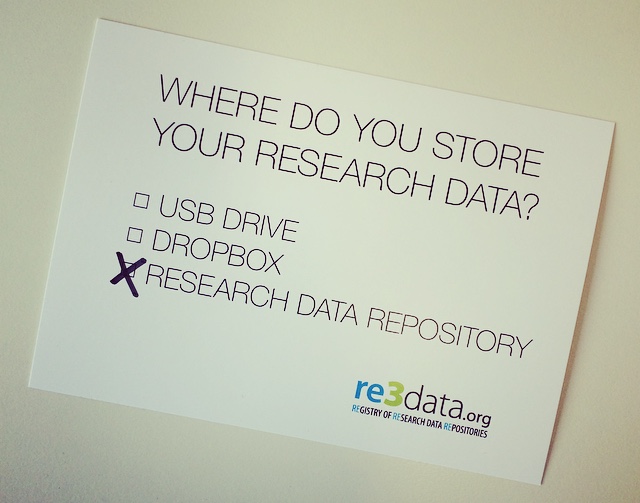 WHERE DO YOU STORE
YOUR RESEARCH DATA?
USB DRIVE
DROPBOX
RESEARCH DATA REPOSITORY
re3data.org
REGISTRY OF RESEARCH DATA REPOSITORIES